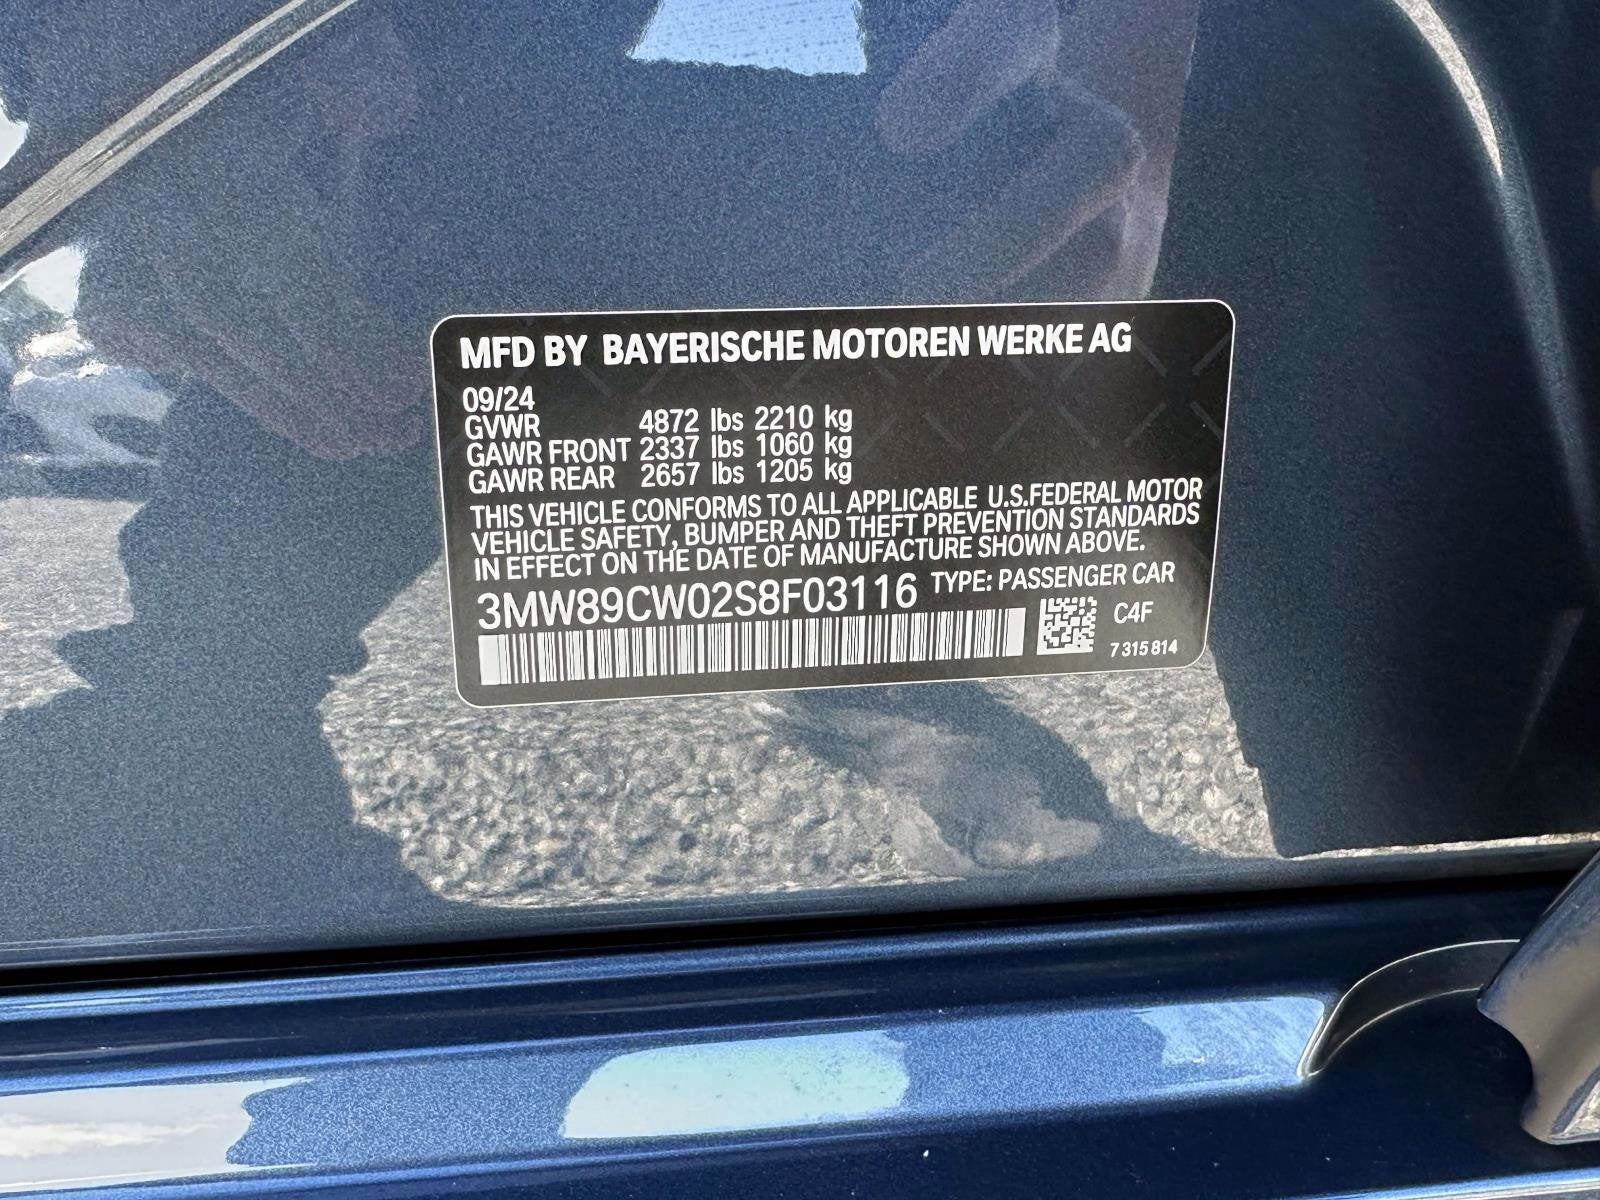 MFD BY BAYERISCHE MOTOREN WERKE AG
09/24
GVWR 4872 lbs 2210 kg
GAWR FRONT 2337 lbs 1060 kg
GAWR REAR 2657 lbs 1205 kg
THIS VEHICLE CONFORMS TO ALL APPLICABLE U.S.FEDERAL MOTOR
VEHICLE SAFETY, BUMPER AND THEFT PREVENTION STANDARDS
IN EFFECT ON THE DATE OF MANUFACTURE SHOWN ABOVE.
3MW89CW02S8F03116 TYPE: PASSENGER CAR
C4F
7 315 814